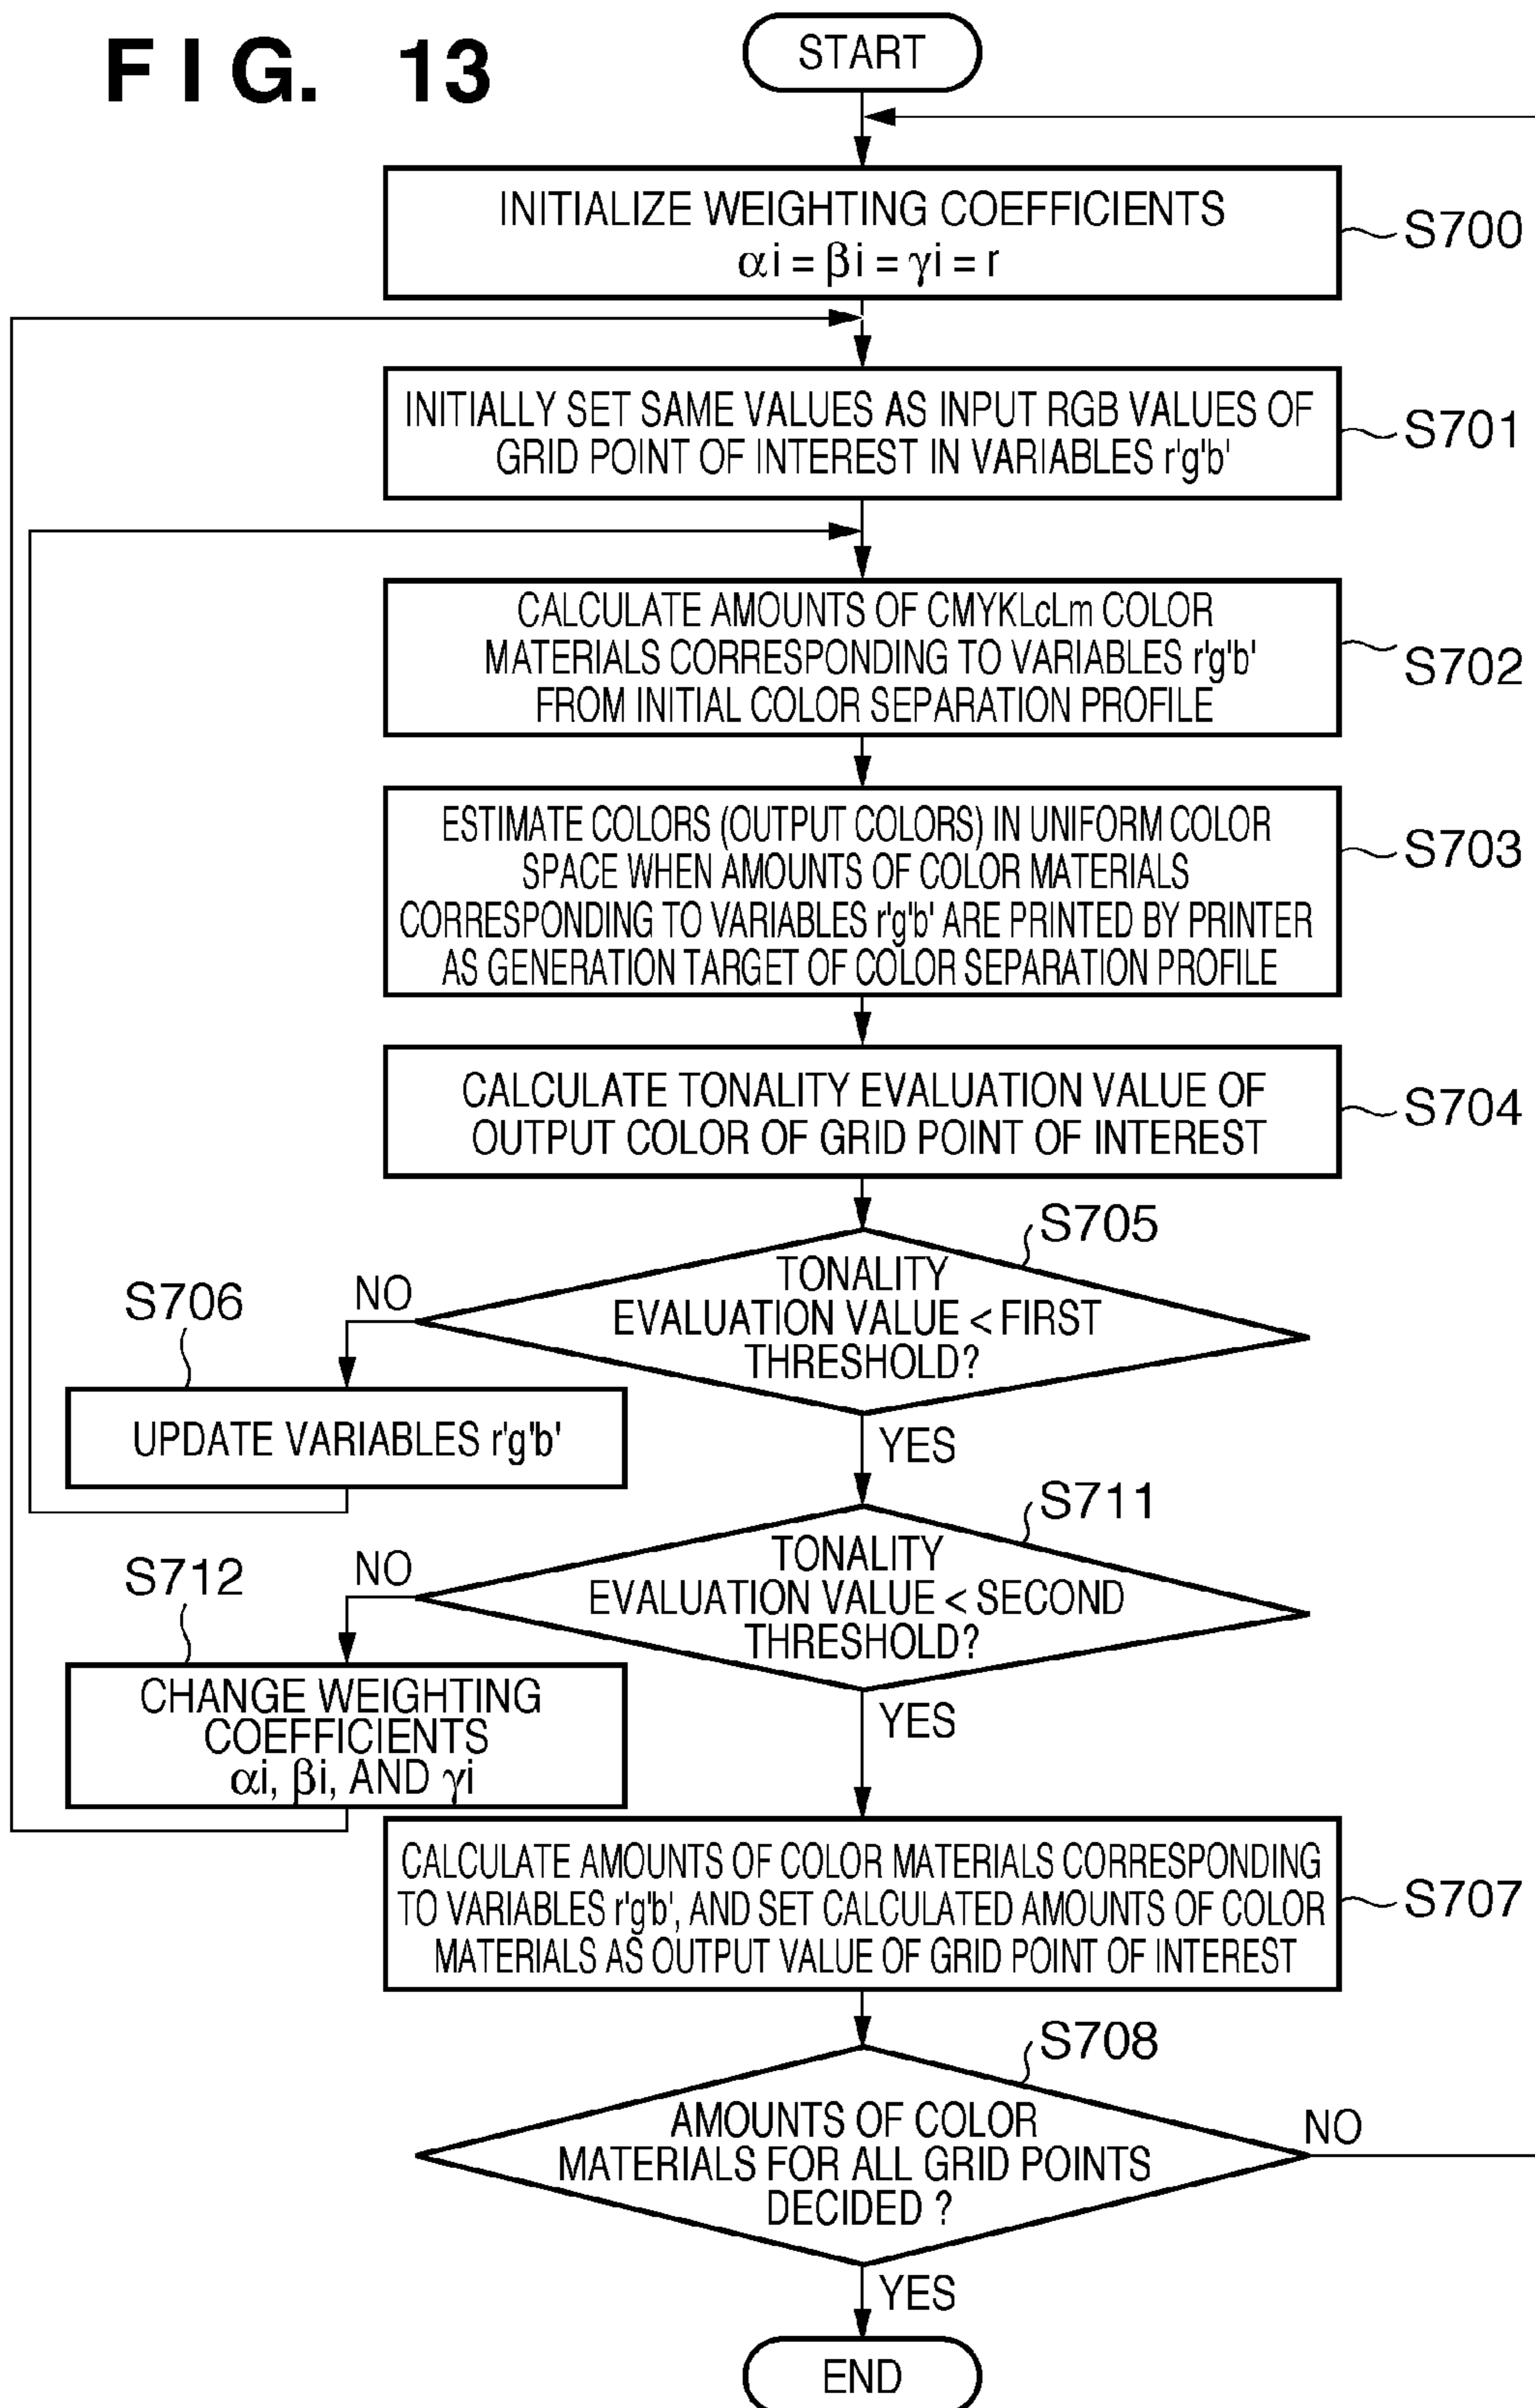 FIG. 13
START
INITIALIZE WEIGHTING COEFFICIENTS
αi = βi = γi = r
S700
INITIALLY SET SAME VALUES AS INPUT RGB VALUES OF
GRID POINT OF INTEREST IN VARIABLES r'g'b'
S701
CALCULATE AMOUNTS OF CMYKLcLm COLOR
MATERIALS CORRESPONDING TO VARIABLES r'g'b'
FROM INITIAL COLOR SEPARATION PROFILE
S702
ESTIMATE COLORS (OUTPUT COLORS) IN UNIFORM COLOR
SPACE WHEN AMOUNTS OF COLOR MATERIALS
CORRESPONDING TO VARIABLES r'g'b' ARE PRINTED BY PRINTER
AS GENERATION TARGET OF COLOR SEPARATION PROFILE
S703
CALCULATE TONALITY EVALUATION VALUE OF
OUTPUT COLOR OF GRID POINT OF INTEREST
S704
S705
TONALITY
EVALUATION VALUE < FIRST
THRESHOLD?
NO
S706
UPDATE VARIABLES r'g'b'
YES
S711
TONALITY
EVALUATION VALUE < SECOND
THRESHOLD?
NO
S712
CHANGE WEIGHTING
COEFFICIENTS
αi, βi, AND γi
YES
CALCULATE AMOUNTS OF COLOR MATERIALS CORRESPONDING
TO VARIABLES r'g'b', AND SET CALCULATED AMOUNTS OF COLOR
MATERIALS AS OUTPUT VALUE OF GRID POINT OF INTEREST
S707
S708
AMOUNTS OF COLOR
MATERIALS FOR ALL GRID POINTS
DECIDED ?
NO
YES
END